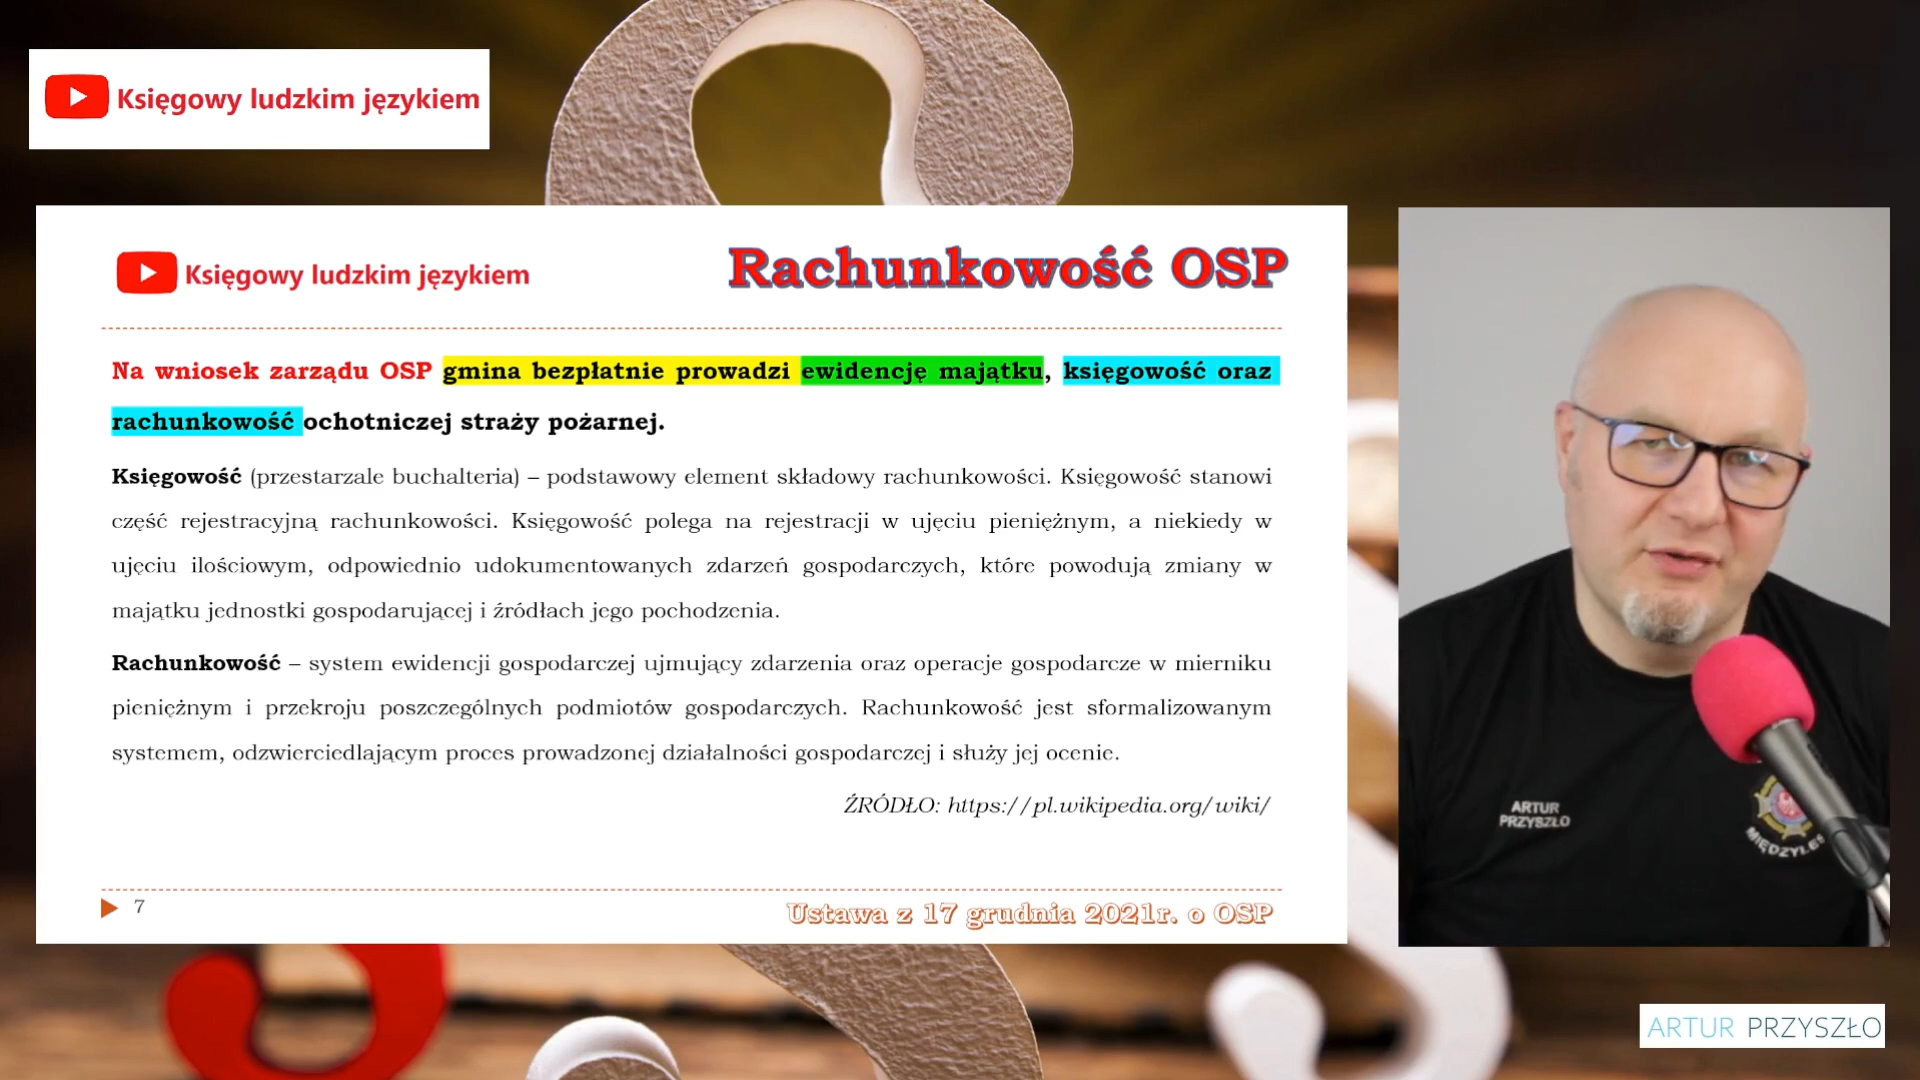 Księgowy ludzkim językiem
Księgowy ludzkim językiem
Rachunkowość OSP
Na wniosek zarządu OSP gmina bezpłatnie prowadzi ewidencję majątku, księgowość oraz
rachunkowość ochotniczej straży pożarnej.
Księgowość (przestarzale buchalteria) – podstawowy element składowy rachunkowości. Księgowość stanowi
część rejestracyjną rachunkowości. Księgowość polega na rejestracji w ujęciu pieniężnym, a niekiedy w
ujęciu ilościowym, odpowiednio udokumentowanych zdarzeń gospodarczych, które powodują zmiany w
majątku jednostki gospodarującej i źródłach jego pochodzenia.
Rachunkowość – system ewidencji gospodarczej ujmujący zdarzenia oraz operacje gospodarcze w mierniku
pieniężnym i przekroju poszczególnych podmiotów gospodarczych. Rachunkowość jest sformalizowanym
systemem, odzwierciedlającym proces prowadzonej działalności gospodarczej i służy jej ocenie.
ŹRÓDŁO: https://pl.wikipedia.org/wiki/
7
Ustawa z 17 grudnia 2021r. o OSP
ARTUR
PRZYSZŁO
MIĘDZYLES
ARTUR PRZYSZŁO